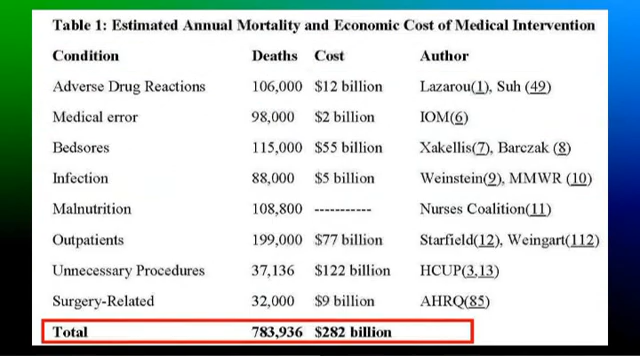 Table 1: Estimated Annual Mortality and Economic Cost of Medical Intervention
Condition Deaths Cost Author
Adverse Drug Reactions 106,000 $12 billion Lazarou(1), Suh (49)
Medical error 98,000 $2 billion IOM(6)
Bedsores 115,000 $55 billion Xakellis(7), Barczak (8)
Infection 88,000 $5 billion Weinstein(9), MMWR (10)
Malnutrition 108,800 ----------- Nurses Coalition(11)
Outpatients 199,000 $77 billion Starfield(12), Weingart(112)
Unnecessary Procedures 37,136 $122 billion HCUP(3,13)
Surgery-Related 32,000 $9 billion AHRQ(85)
Total 783,936 $282 billion